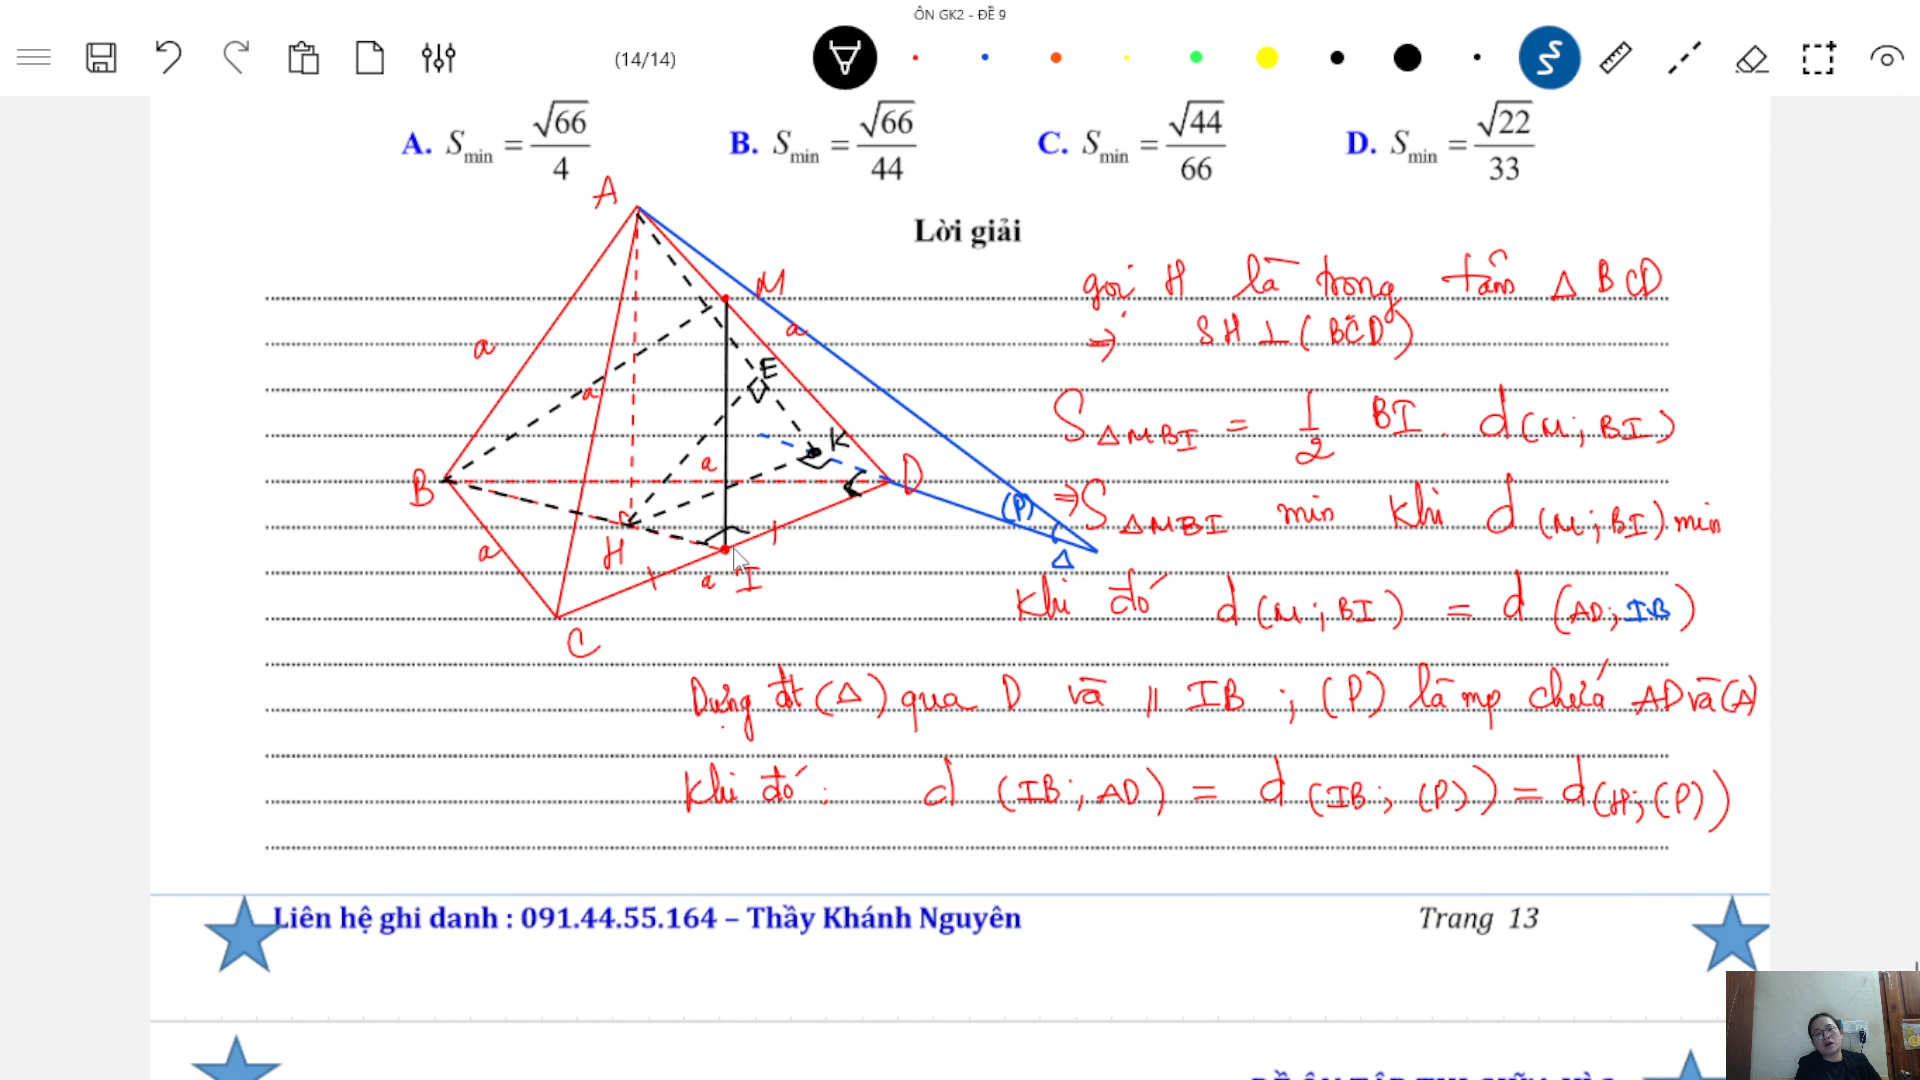 ÔN GK2 - ĐỀ 9
(14/14)
A. S_min = √66/4 B. S_min = √66/44 C. S_min = √44/66 D. S_min = √22/33
Lời giải
A
M
a
a
a
E
K
a
B
D
(P)
H
a
Δ
a
I
C
gọi H là trọng tâm Δ BCD
⇒ SH ⊥ (BCD)
S_ΔMBI = 1/2 BI . d(M; BI)
⇒ S_ΔMBI min khi d(M; BI) min
Khi đó d(M; BI) = d(AD; IB)
Dựng đt (Δ) qua D và // IB ; (P) là mp chứa AD và (Δ)
Khi đó : d (IB; AD) = d (IB; (P)) = d(H; (P))
Liên hệ ghi danh : 091.44.55.164 – Thầy Khánh Nguyên
Trang 13